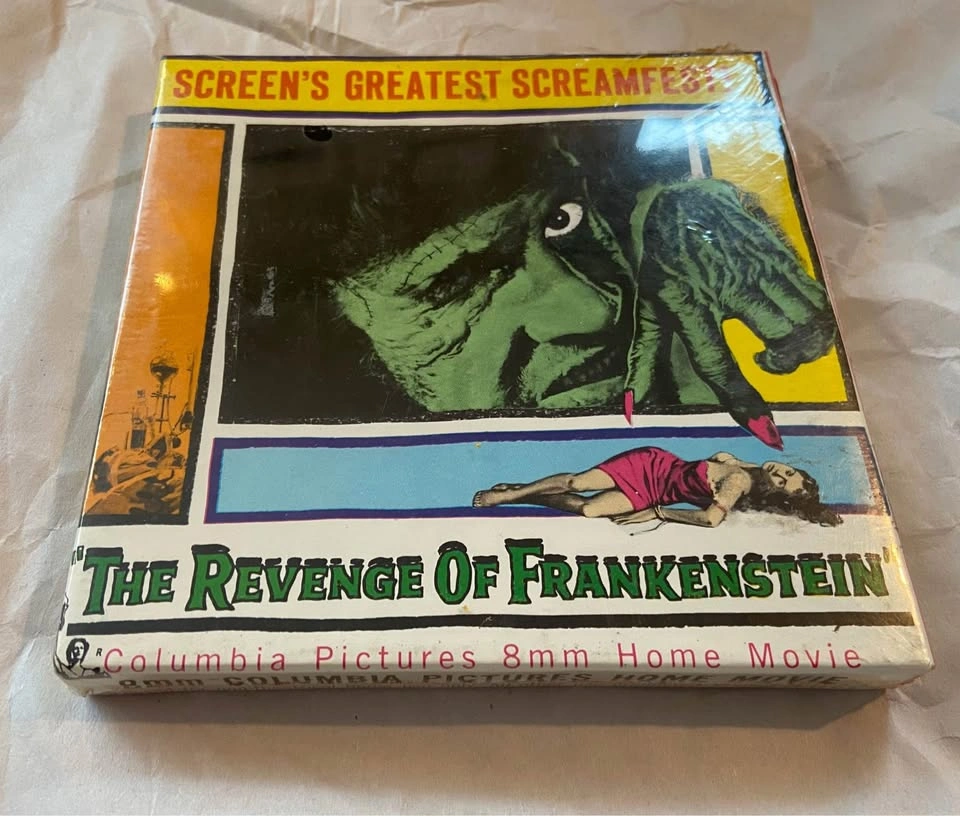 SCREEN'S GREATEST SCREAMFEST
"THE REVENGE OF FRANKENSTEIN"
R Columbia Pictures 8mm Home Movie
8mm COLUMBIA PICTURES HOME MOVIE